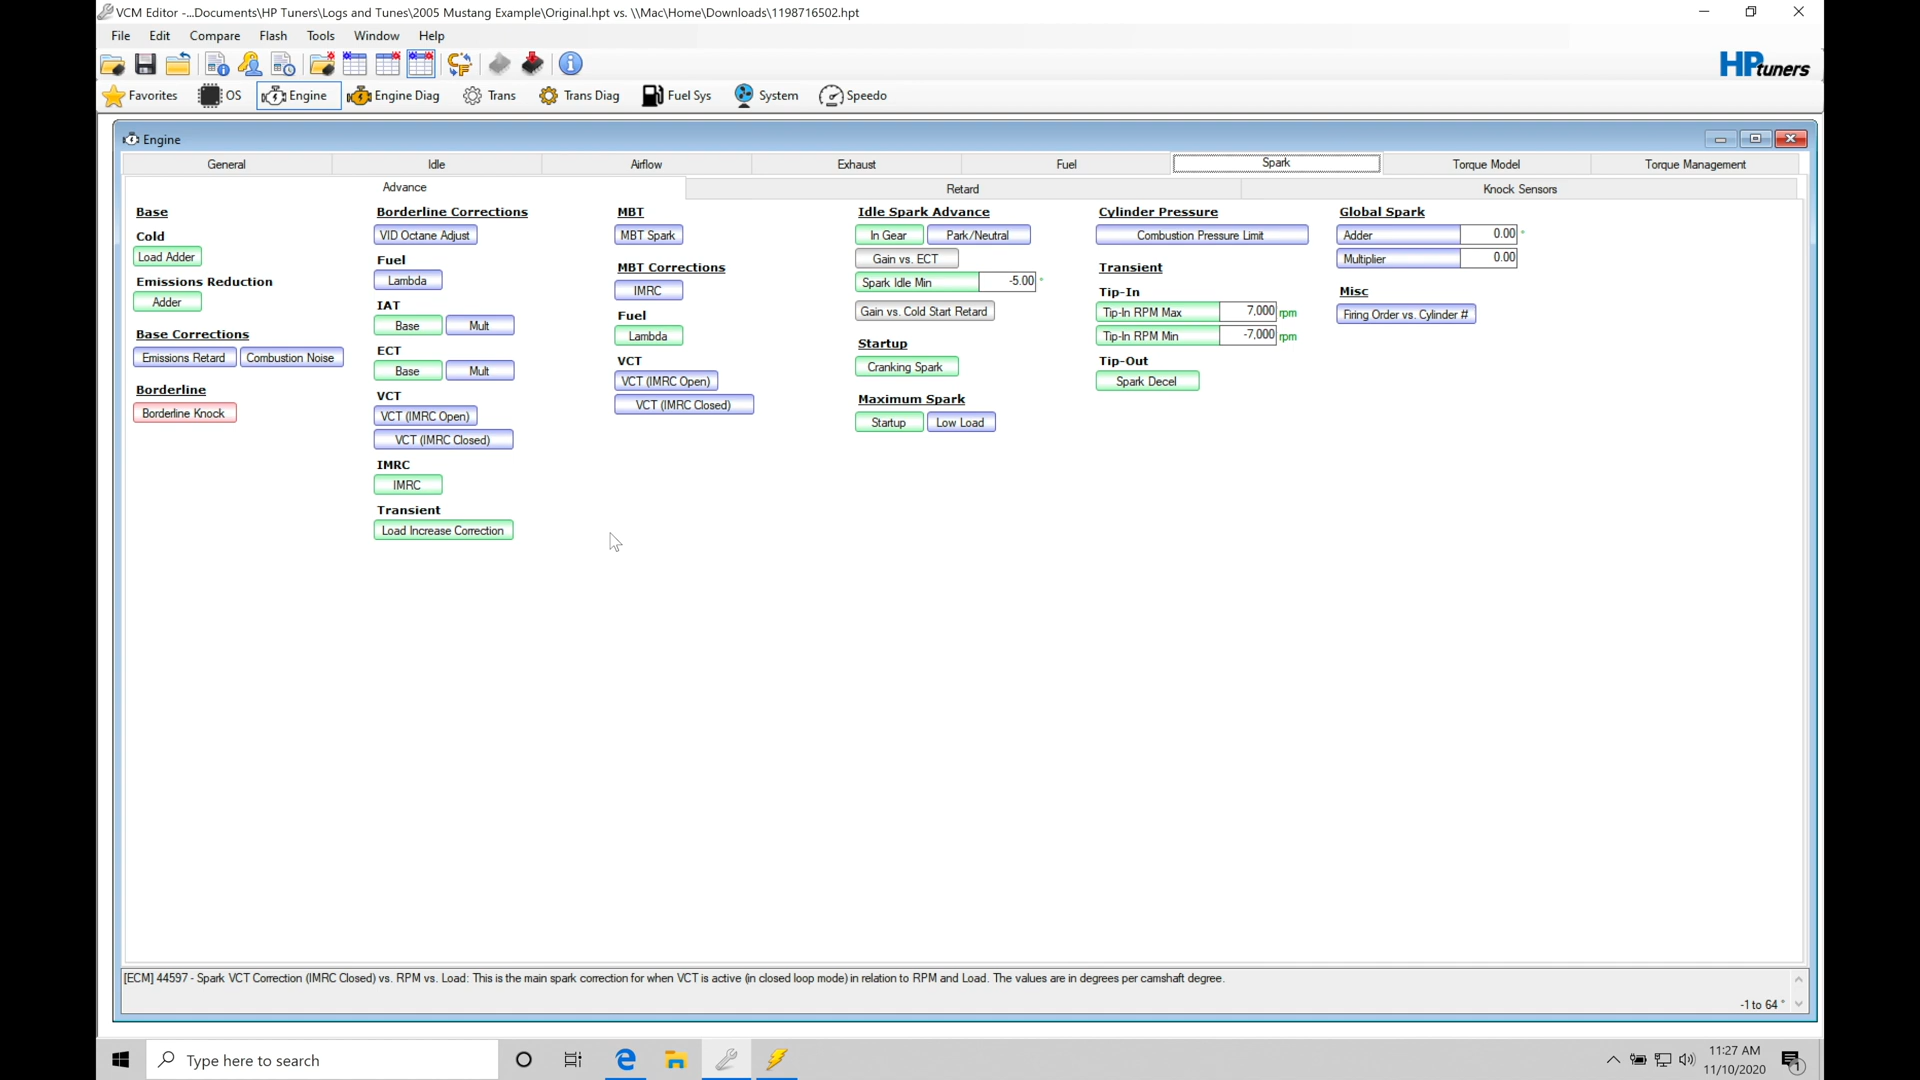 VCM Editor -...Documents\HP Tuners\Logs and Tunes\2005 Mustang Example\Original.hpt vs. \\Mac\Home\Downloads\1198716502.hpt
File Edit Compare Flash Tools Window Help
HP tuners
Favorites OS Engine Engine Diag Trans Trans Diag Fuel Sys System Speedo
Engine
General Idle Airflow Exhaust Fuel Spark Torque Model Torque Management
Advance Retard Knock Sensors
Base
Cold
Load Adder
Emissions Reduction
Adder
Base Corrections
Emissions Retard Combustion Noise
Borderline
Borderline Knock
Borderline Corrections
VID Octane Adjust
Fuel
Lambda
IAT
Base Mult
ECT
Base Mult
VCT
VCT (IMRC Open)
VCT (IMRC Closed)
IMRC
IMRC
Transient
Load Increase Correction
MBT
MBT Spark
MBT Corrections
IMRC
Fuel
Lambda
VCT
VCT (IMRC Open)
VCT (IMRC Closed)
Idle Spark Advance
In Gear Park/Neutral
Gain vs. ECT
Spark Idle Min -5.00 °
Gain vs. Cold Start Retard
Startup
Cranking Spark
Maximum Spark
Startup Low Load
Cylinder Pressure
Combustion Pressure Limit
Transient
Tip-In
Tip-In RPM Max 7,000 rpm
Tip-In RPM Min -7,000 rpm
Tip-Out
Spark Decel
Global Spark
Adder 0.00 °
Multiplier 0.00
Misc
Firing Order vs. Cylinder #
[ECM] 44597 - Spark VCT Correction (IMRC Closed) vs. RPM vs. Load: This is the main spark correction for when VCT is active (in closed loop mode) in relation to RPM and Load. The values are in degrees per camshaft degree.
-1 to 64 °
Type here to search
11:27 AM
11/10/2020
1